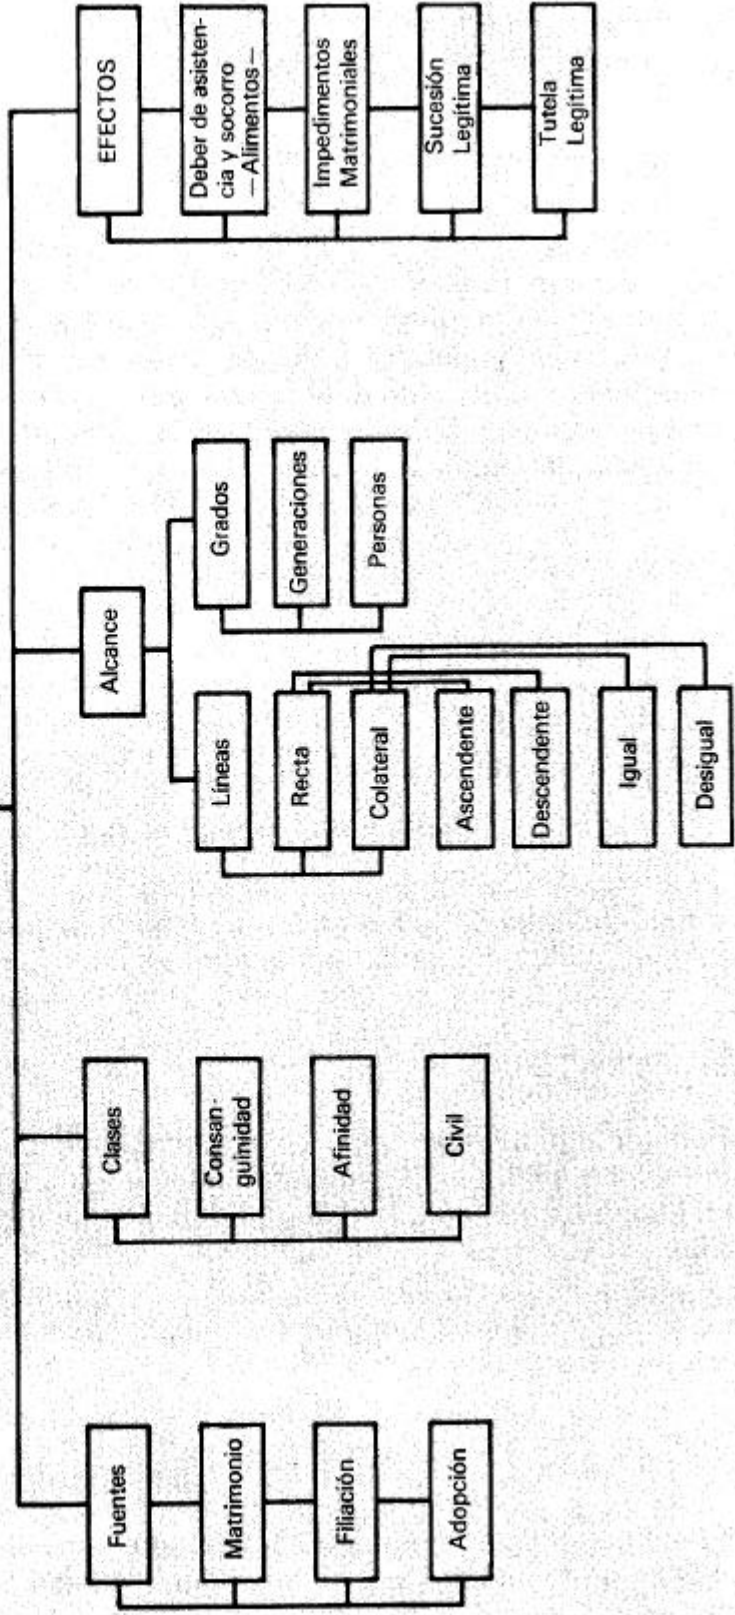 Fuentes
Matrimonio
Filiación
Adopción
Clases
Consan-
guinidad
Afinidad
Civil
Alcance
Líneas
Recta
Colateral
Ascendente
Descendente
Igual
Desigual
Grados
Generaciones
Personas
EFECTOS
Deber de asisten-
cia y socorro
—Alimentos—
Impedimentos
Matrimoniales
Sucesión
Legítima
Tutela
Legítima